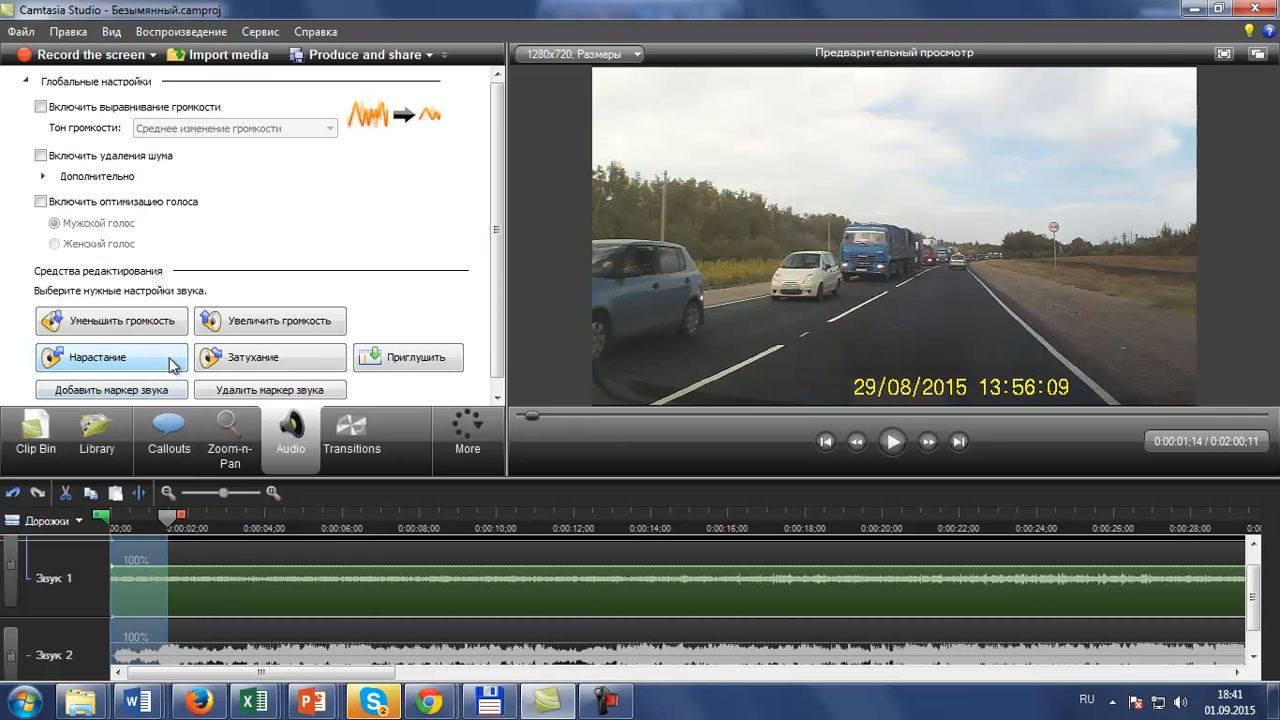 Camtasia Studio - Безымянный.camproj
Файл Правка Вид Воспроизведение Сервис Справка
Record the screen Import media Produce and share
1280x720, Размеры
Предварительный просмотр
Глобальные настройки
Включить выравнивание громкости
Тон громкости: Среднее изменение громкости
Включить удаления шума
Дополнительно
Включить оптимизацию голоса
Мужской голос
Женский голос
Средства редактирования
Выберите нужные настройки звука.
Уменьшить громкость Увеличить громкость
Нарастание Затухание Приглушить
Добавить маркер звука Удалить маркер звука
29/08/2015 13:56:09
Clip Bin Library Callouts Zoom-n-Pan Audio Transitions More
0:00:01;14 / 0:02:00;11
Дорожки
00;00 0:00:02;00 0:00:04;00 0:00:06;00 0:00:08;00 0:00:10;00 0:00:12;00 0:00:14;00 0:00:16;00 0:00:18;00 0:00:20;00 0:00:22;00 0:00:24;00 0:00:26;00 0:00:28;00 0:0
100%
Звук 1
100%
Звук 2
RU
18:41
01.09.2015